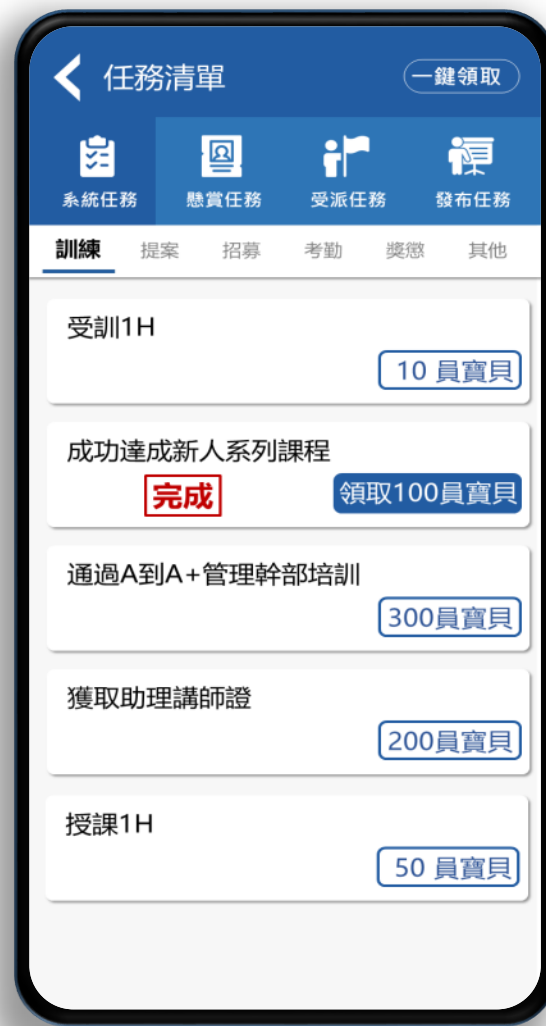 任務清單
一鍵領取
系統任務 懸賞任務 受派任務 發布任務
訓練 提案 招募 考勤 獎懲 其他
受訓1H
10 員寶貝
成功達成新人系列課程
完成 領取100員寶貝
通過A到A+管理幹部培訓
300員寶貝
獲取助理講師證
200員寶貝
授課1H
50 員寶貝